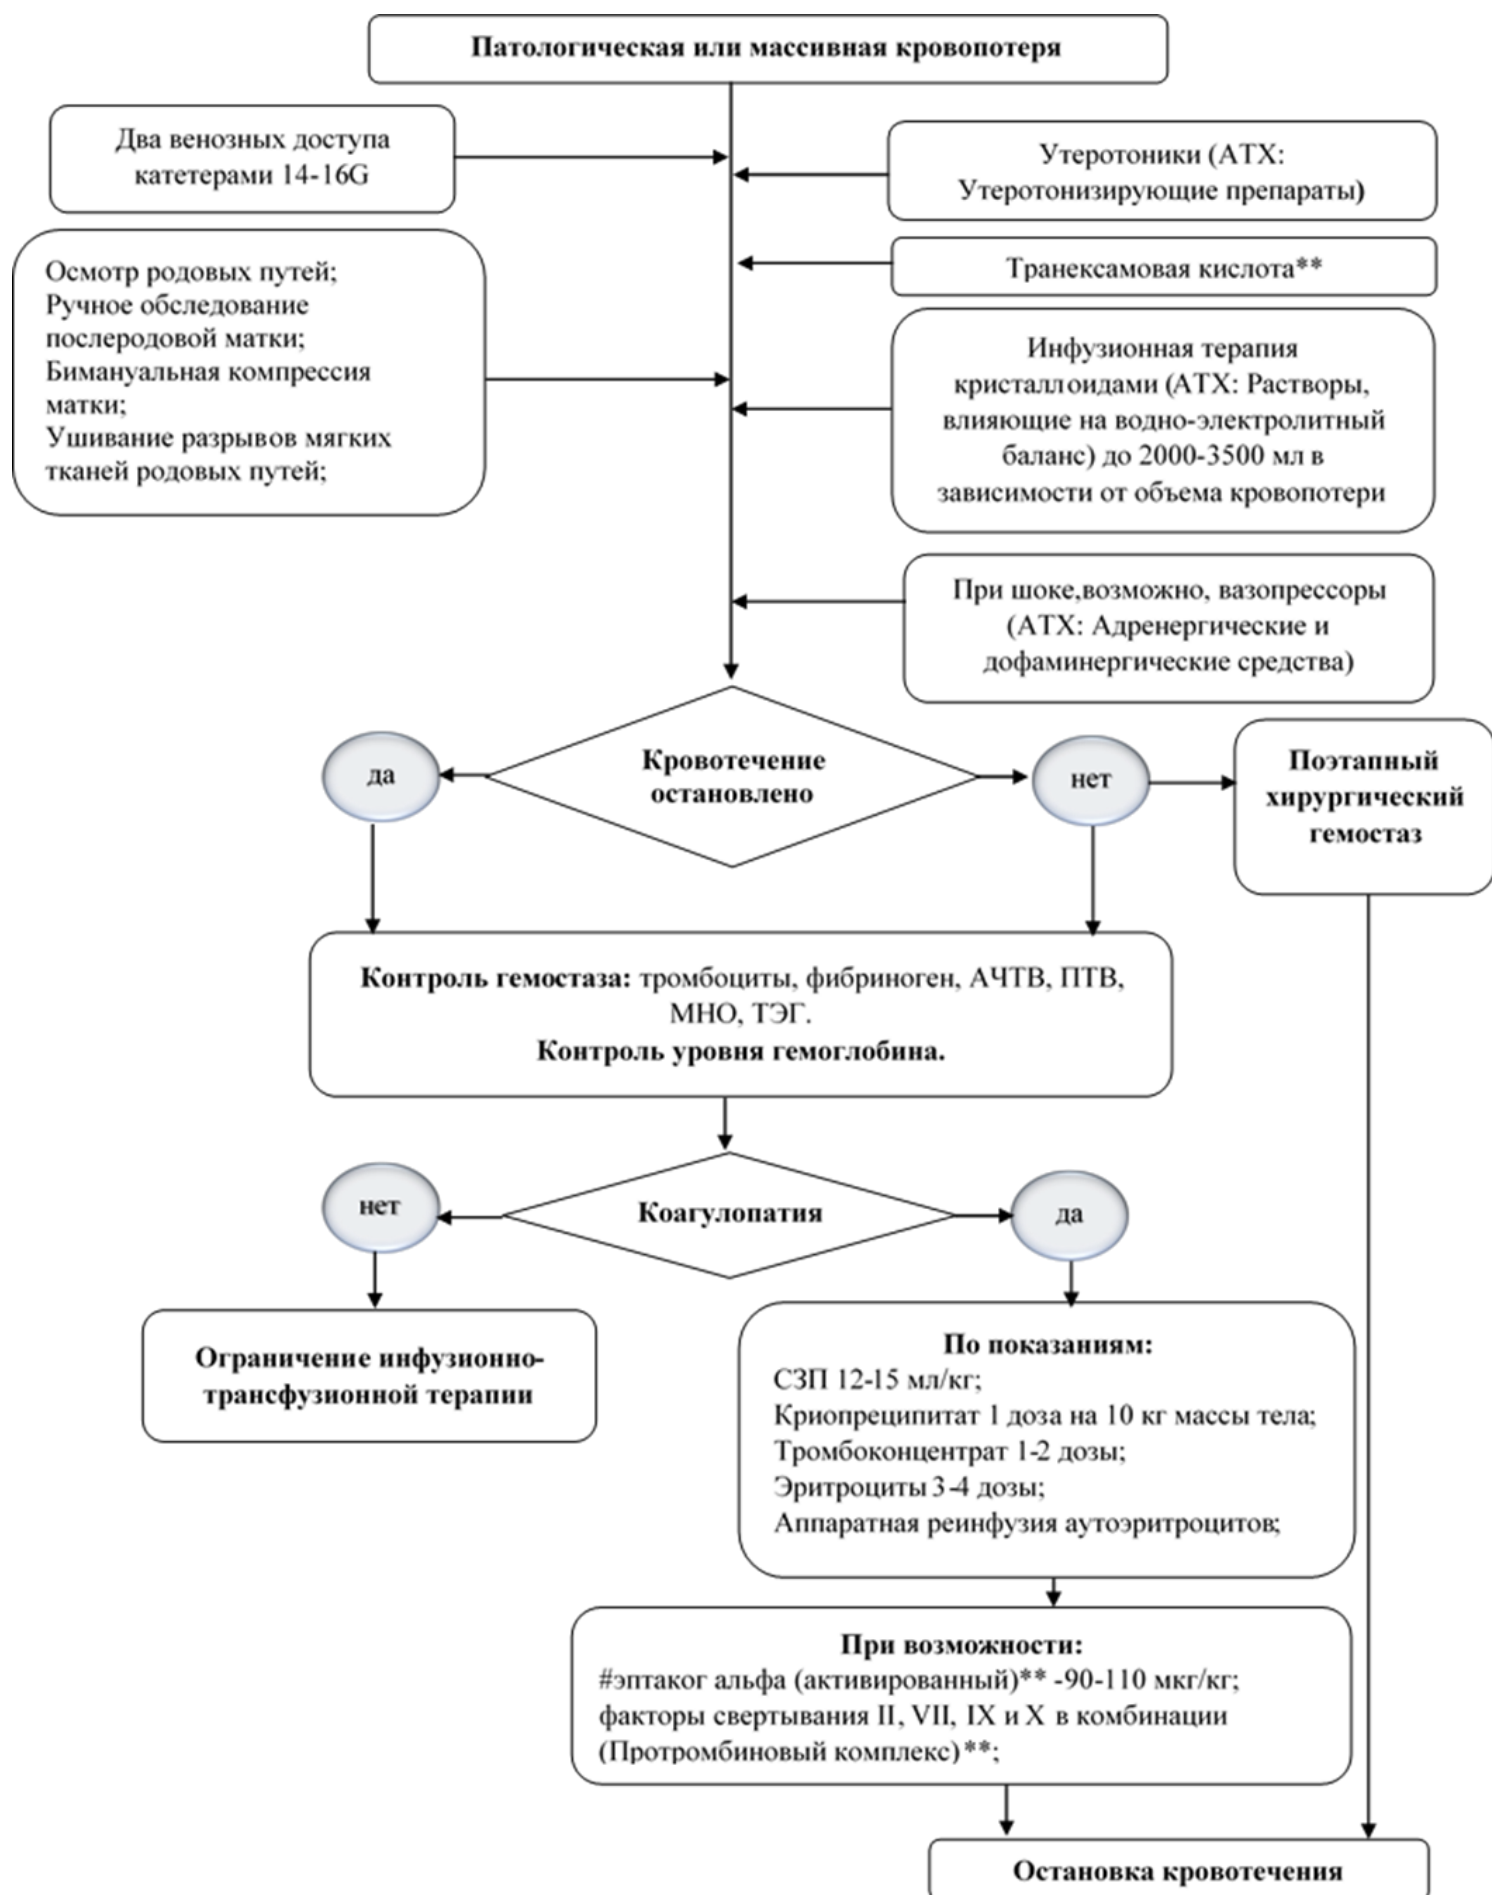 Патологическая или массивная кровопотеря
Два венозных доступа
катетерами 14-16G
Утеротоники (АТХ:
Утеротонизирующие препараты)
Осмотр родовых путей;
Ручное обследование
послеродовой матки;
Бимануальная компрессия
матки;
Ушивание разрывов мягких
тканей родовых путей;
Транексамовая кислота**
Инфузионная терапия
кристаллоидами (АТХ: Растворы,
влияющие на водно-электролитный
баланс) до 2000-3500 мл в
зависимости от объема кровопотери
При шоке,возможно, вазопрессоры
(АТХ: Адренергические и
дофаминергические средства)
да
Кровотечение
остановлено
нет
Поэтапный
хирургический
гемостаз
Контроль гемостаза: тромбоциты, фибриноген, АЧТВ, ПТВ,
МНО, ТЭГ.
Контроль уровня гемоглобина.
нет
Коагулопатия
да
Ограничение инфузионно-
трансфузионной терапии
По показаниям:
СЗП 12-15 мл/кг;
Криопреципитат 1 доза на 10 кг массы тела;
Тромбоконцентрат 1-2 дозы;
Эритроциты 3-4 дозы;
Аппаратная реинфузия аутоэритроцитов;
При возможности:
#эптаког альфа (активированный)** -90-110 мкг/кг;
факторы свертывания II, VII, IX и X в комбинации
(Протромбиновый комплекс)**;
Остановка кровотечения